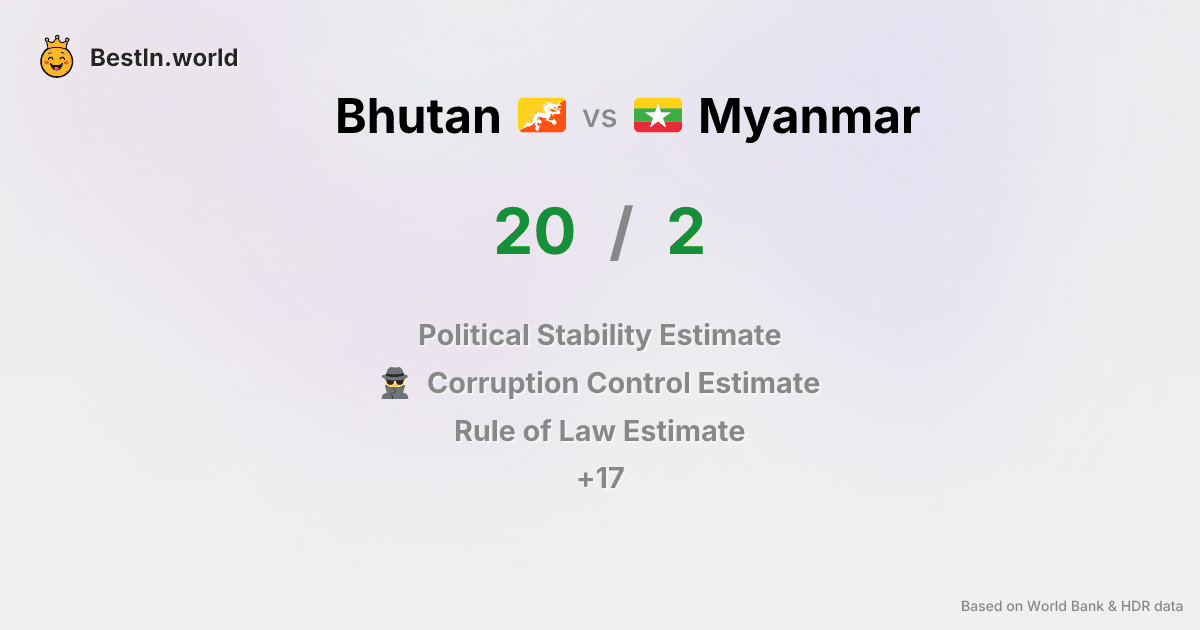 BestIn.world
Bhutan vs Myanmar
20 / 2
Political Stability Estimate
Corruption Control Estimate
Rule of Law Estimate
+17
Based on World Bank & HDR data